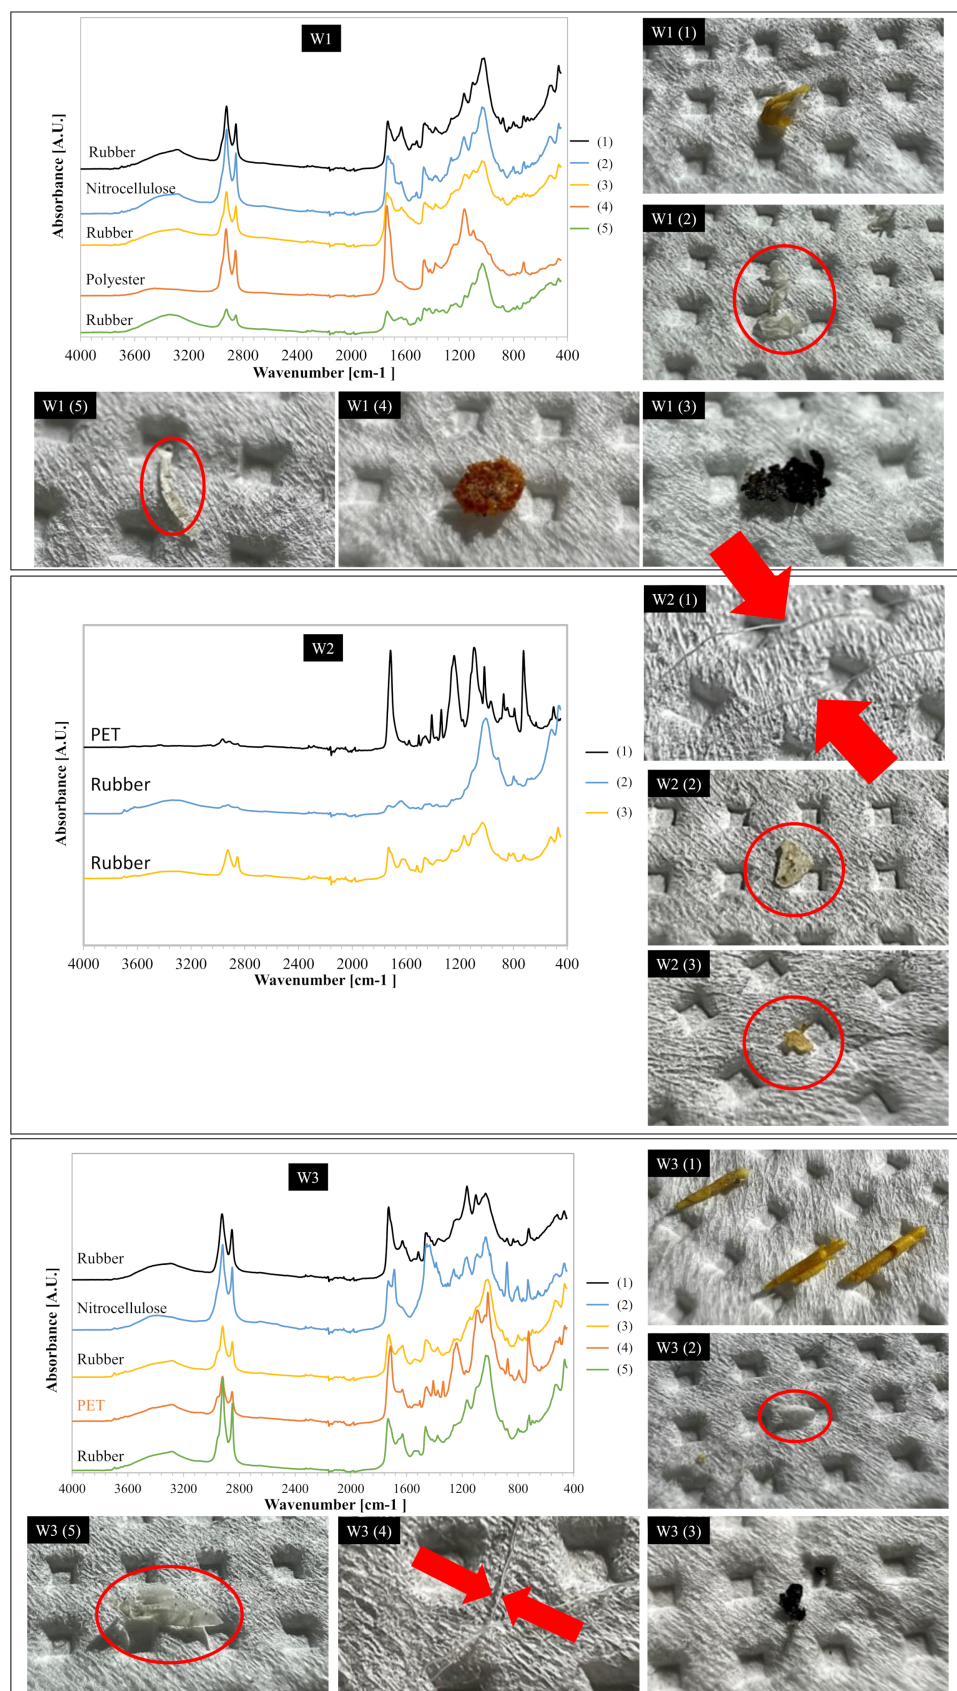 W1
Absorbance [A.U.]
Rubber
Nitrocellulose
Rubber
Polyester
Rubber
(1)
(2)
(3)
(4)
(5)
4000 3600 3200 2800 2400 2000 1600 1200 800 400
Wavenumber [cm-1 ]
W1 (1)
W1 (2)
W1 (5)
W1 (4)
W1 (3)
W2
Absorbance [A.U.]
PET
Rubber
Rubber
(1)
(2)
(3)
4000 3600 3200 2800 2400 2000 1600 1200 800 400
Wavenumber [cm-1 ]
W2 (1)
W2 (2)
W2 (3)
W3
Absorbance [A.U.]
Rubber
Nitrocellulose
Rubber
PET
Rubber
(1)
(2)
(3)
(4)
(5)
4000 3600 3200 2800 2400 2000 1600 1200 800 400
Wavenumber [cm-1 ]
W3 (1)
W3 (2)
W3 (5)
W3 (4)
W3 (3)